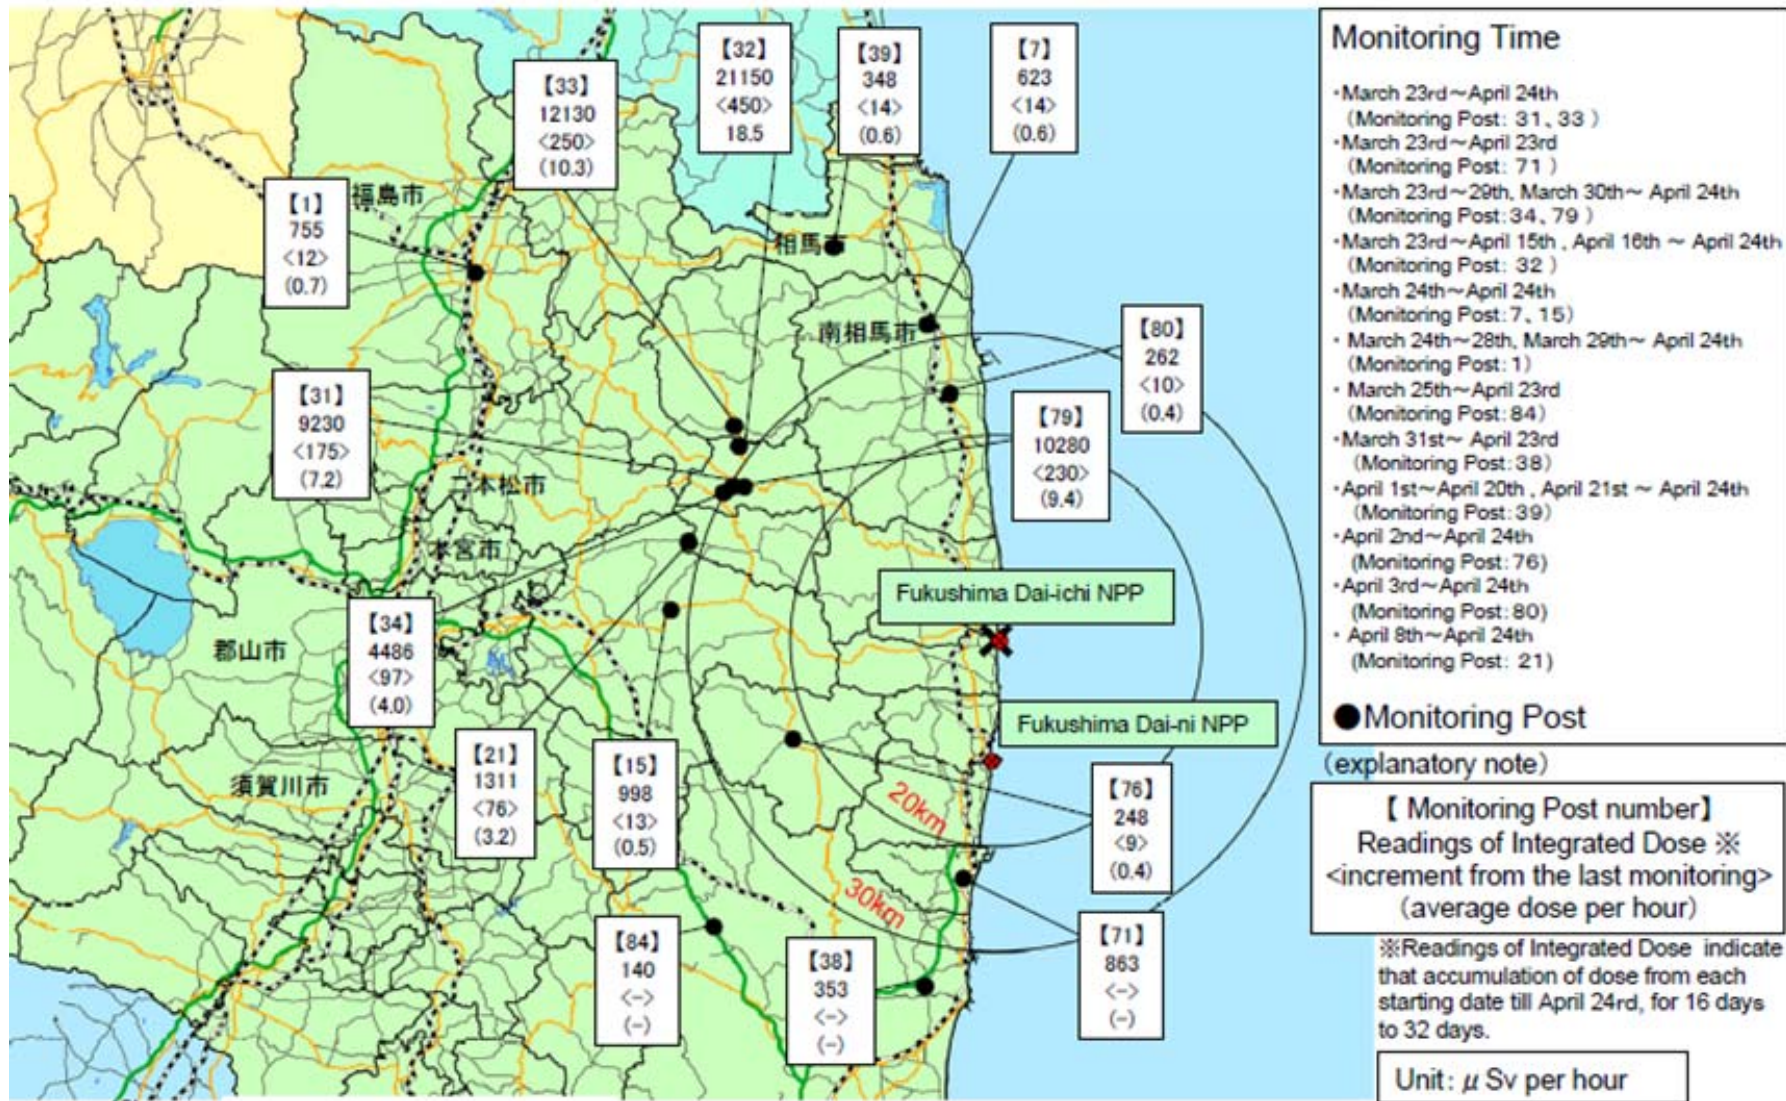 【32】
21150
<450>
18.5
【39】
348
<14>
(0.6)
【7】
623
<14>
(0.6)
【33】
12130
<250>
(10.3)
【1】
755
<12>
(0.7)
福島市
相馬市
南相馬市
【80】
262
<10>
(0.4)
【31】
9230
<175>
(7.2)
【79】
10280
<230>
(9.4)
二本松市
本宮市
Fukushima Dai-ichi NPP
【34】
4486
<97>
(4.0)
郡山市
Fukushima Dai-ni NPP
【21】
1311
<76>
(3.2)
【15】
998
<13>
(0.5)
須賀川市
【76】
248
<9>
(0.4)
20km
30km
【84】
140
<->
(-)
【38】
353
<->
(-)
【71】
863
<->
(-)
Monitoring Time
・March 23rd～April 24th
(Monitoring Post: 31、33 )
・March 23rd～April 23rd
(Monitoring Post: 71 )
・March 23rd～29th, March 30th～ April 24th
(Monitoring Post:34、79 )
・March 23rd～April 15th , April 16th ～ April 24th
(Monitoring Post: 32 )
・March 24th～April 24th
(Monitoring Post:7、15)
・ March 24th～28th, March 29th～ April 24th
(Monitoring Post:1)
・ March 25th～April 23rd
(Monitoring Post:84)
・March 31st～ April 23rd
(Monitoring Post:38)
・April 1st～April 20th , April 21st ～ April 24th
(Monitoring Post:39)
・April 2nd～April 24th
(Monitoring Post:76)
・April 3rd～April 24th
(Monitoring Post:80)
・ April 8th～April 24th
(Monitoring Post: 21)
●Monitoring Post
(explanatory note)
【 Monitoring Post number】
Readings of Integrated Dose ※
<increment from the last monitoring>
(average dose per hour)
※Readings of Integrated Dose indicate
that accumulation of dose from each
starting date till April 24rd, for 16 days
to 32 days.
Unit: μ Sv per hour